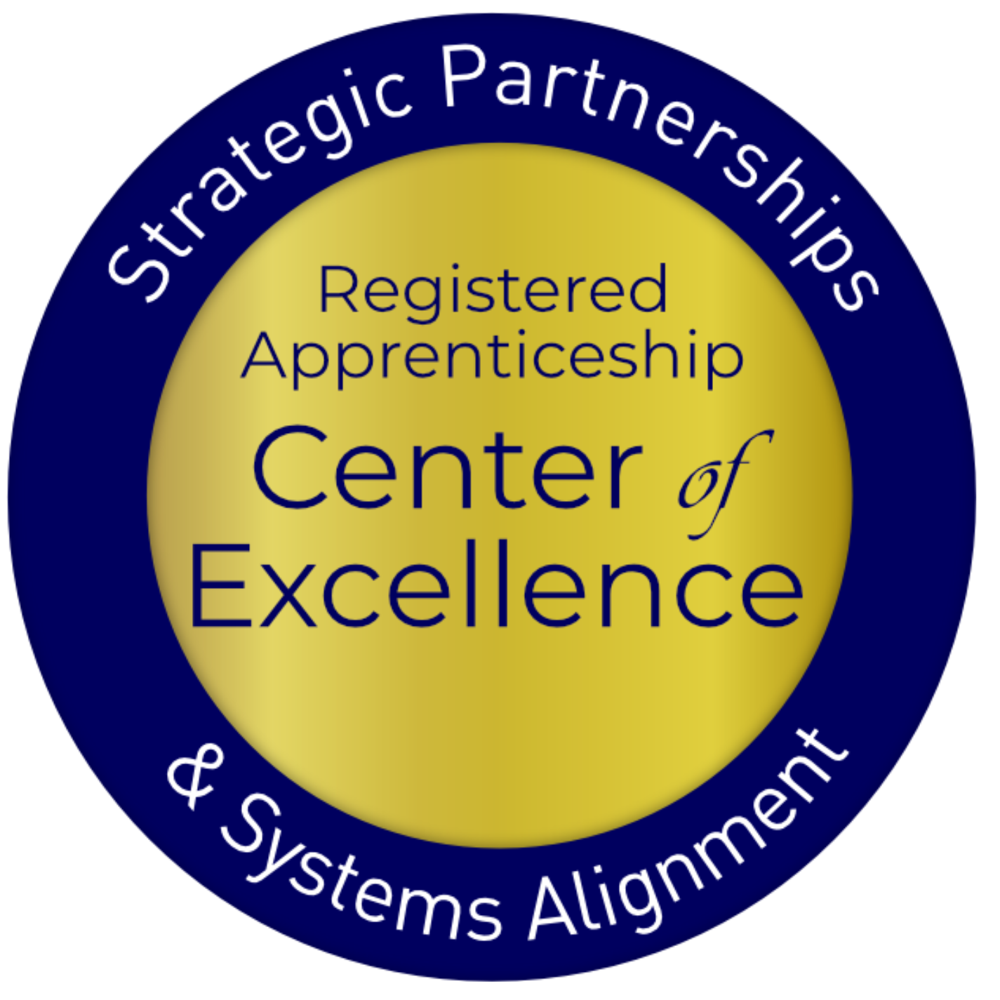 Strategic Partnerships
Registered
Apprenticeship
Center of
Excellence
& Systems Alignment